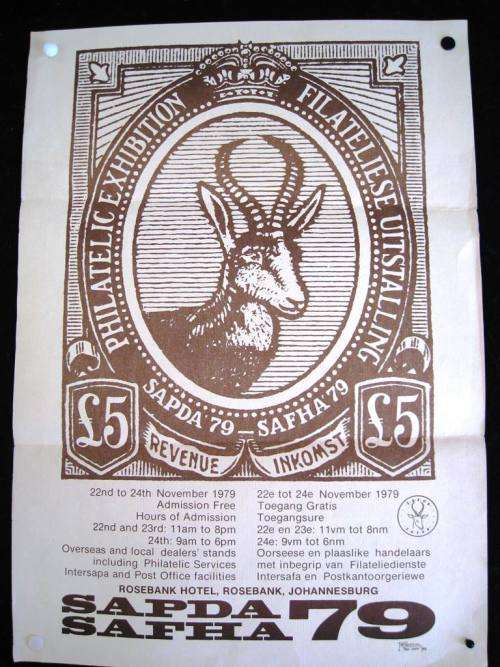 PHILATELIC EXHIBITION FILATELIESE UITSTALLING
SAPDA '79 – SAFHA '79
£5 £5
REVENUE INKOMST
22nd to 24th November 1979
Admission Free
Hours of Admission
22nd and 23rd: 11am to 8pm
24th: 9am to 6pm
Overseas and local dealers' stands
including Philatelic Services
Intersapa and Post Office facilities
22e tot 24e November 1979
Toegang Gratis
Toegangsure
22e en 23e: 11vm tot 8nm
24e: 9vm tot 6nm
Oorseese en plaaslike handelaars
met inbegrip van Filateliedienste
Intersafa en Postkantoorgeriewe
ROSEBANK HOTEL, ROSEBANK, JOHANNESBURG
SAPDA 79
SAFHA